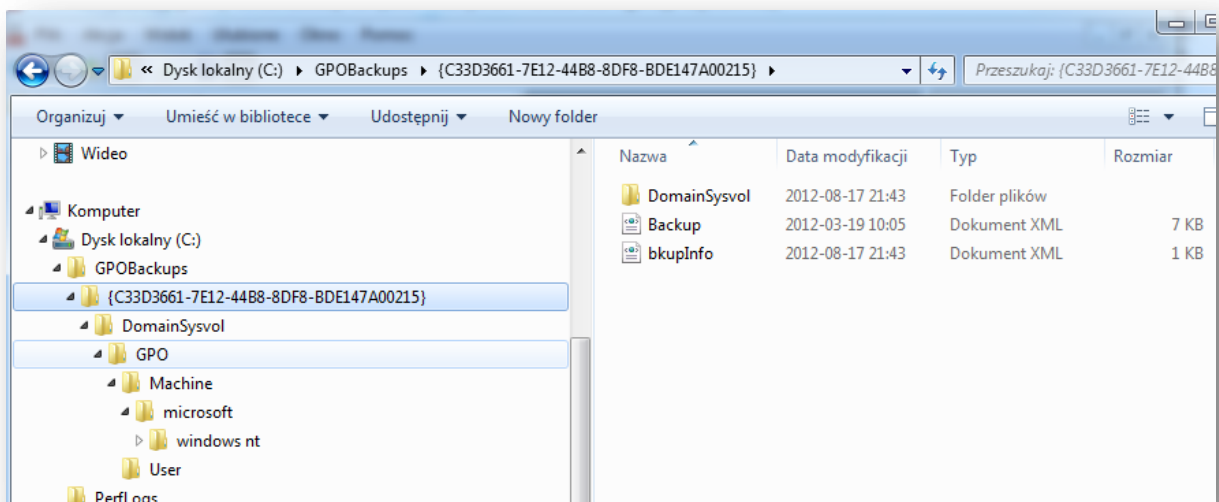 « Dysk lokalny (C:) GPOBackups {C33D3661-7E12-44B8-8DF8-BDE147A00215}
Przeszukaj: {C33D3661-7E12-44B8
Organizuj Umieść w bibliotece Udostępnij Nowy folder
Wideo
Komputer
Dysk lokalny (C:)
GPOBackups
{C33D3661-7E12-44B8-8DF8-BDE147A00215}
DomainSysvol
GPO
Machine
microsoft
windows nt
User
PerfLogs
Nazwa Data modyfikacji Typ Rozmiar
DomainSysvol 2012-08-17 21:43 Folder plików
Backup 2012-03-19 10:05 Dokument XML 7 KB
bkupInfo 2012-08-17 21:43 Dokument XML 1 KB